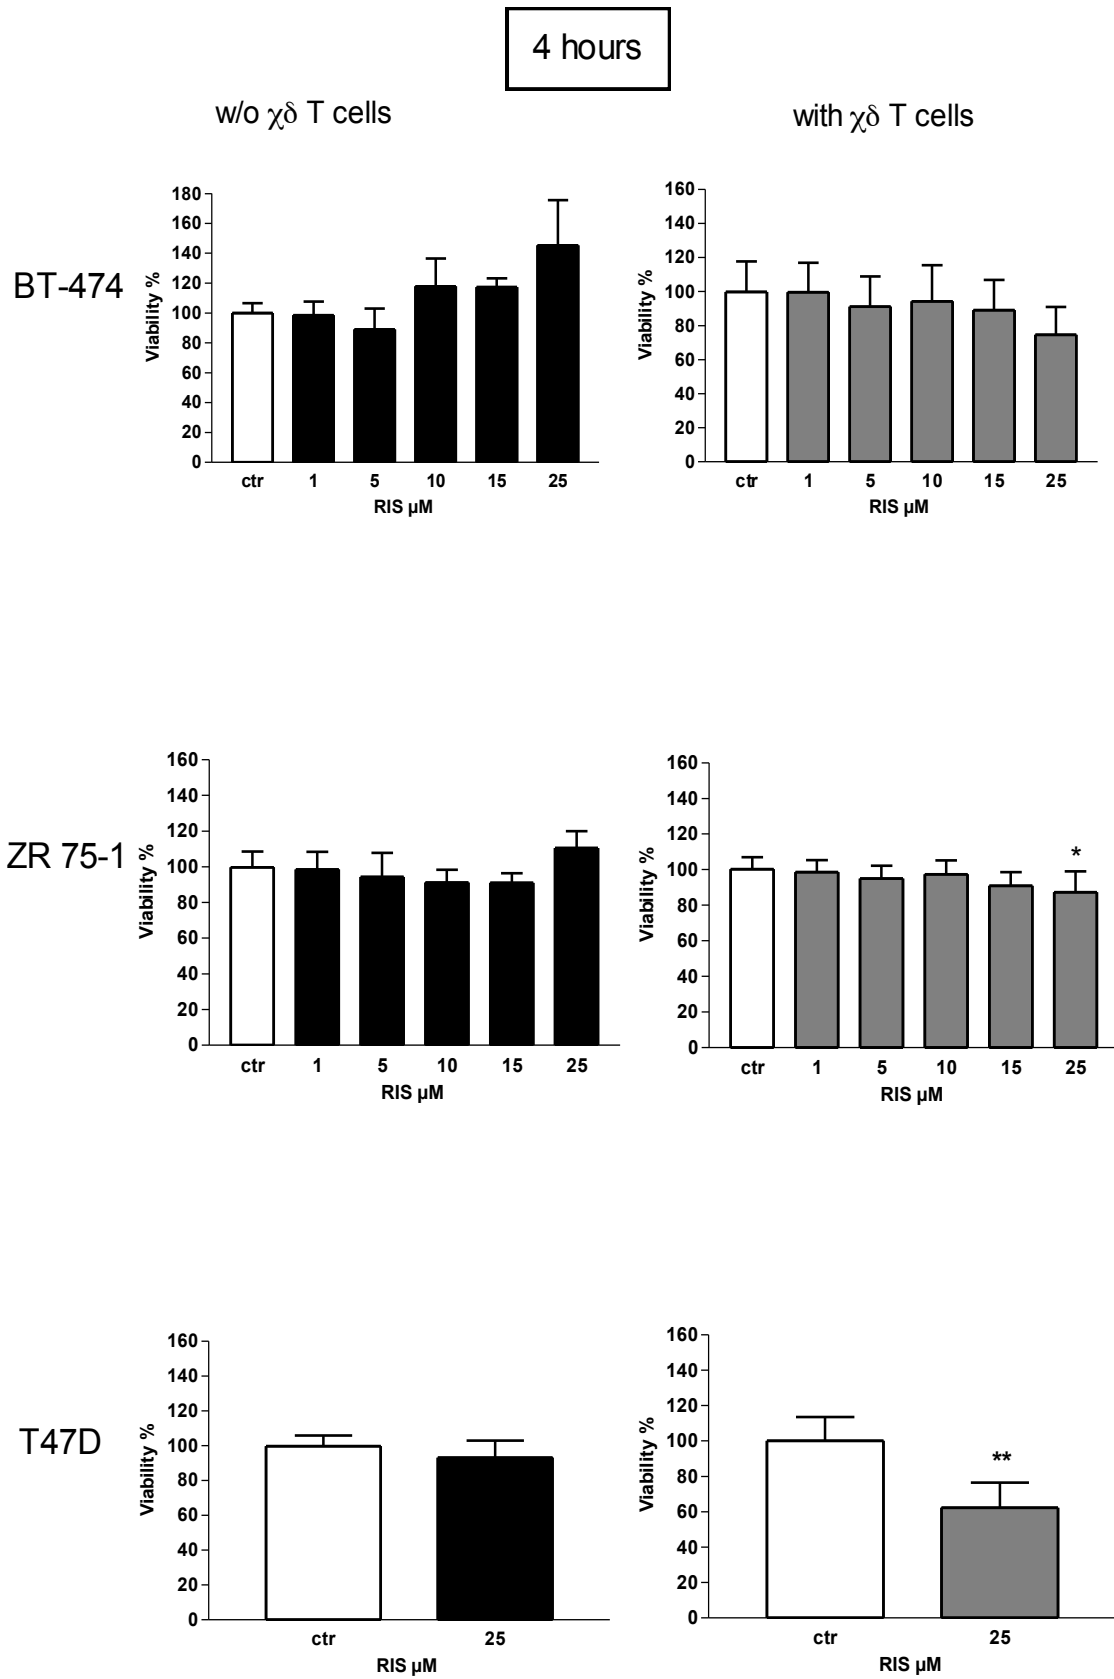 4 hours
w/o χδ T cells
with χδ T cells
BT-474
Viability %
180
160
140
120
100
80
60
40
20
0
ctr 1 5 10 15 25
RIS µM
Viability %
160
140
120
100
80
60
40
20
0
ctr 1 5 10 15 25
RIS µM
ZR 75-1
Viability %
160
140
120
100
80
60
40
20
0
ctr 1 5 10 15 25
RIS µM
Viability %
160
140
120
100
80
60
40
20
0
*
ctr 1 5 10 15 25
RIS µM
T47D
Viability %
160
140
120
100
80
60
40
20
0
ctr 25
RIS µM
Viability %
160
140
120
100
80
60
40
20
0
**
ctr 25
RIS µM